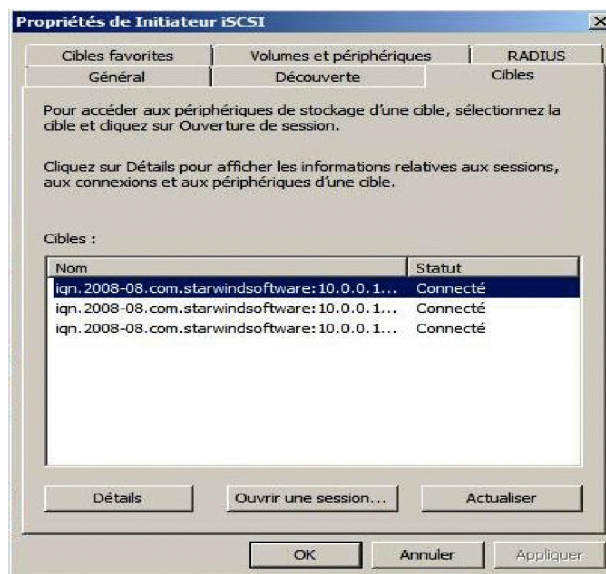 Propriétés de Initiateur iSCSI
Cibles favorites Volumes et périphériques RADIUS
Général Découverte Cibles
Pour accéder aux périphériques de stockage d'une cible, sélectionnez la
cible et cliquez sur Ouverture de session.
Cliquez sur Détails pour afficher les informations relatives aux sessions,
aux connexions et aux périphériques d'une cible.
Cibles :
Nom Statut
iqn.2008-08.com.starwindsoftware:10.0.0.1... Connecté
iqn.2008-08.com.starwindsoftware:10.0.0.1... Connecté
iqn.2008-08.com.starwindsoftware:10.0.0.1... Connecté
Détails Ouvrir une session... Actualiser
OK Annuler Appliquer